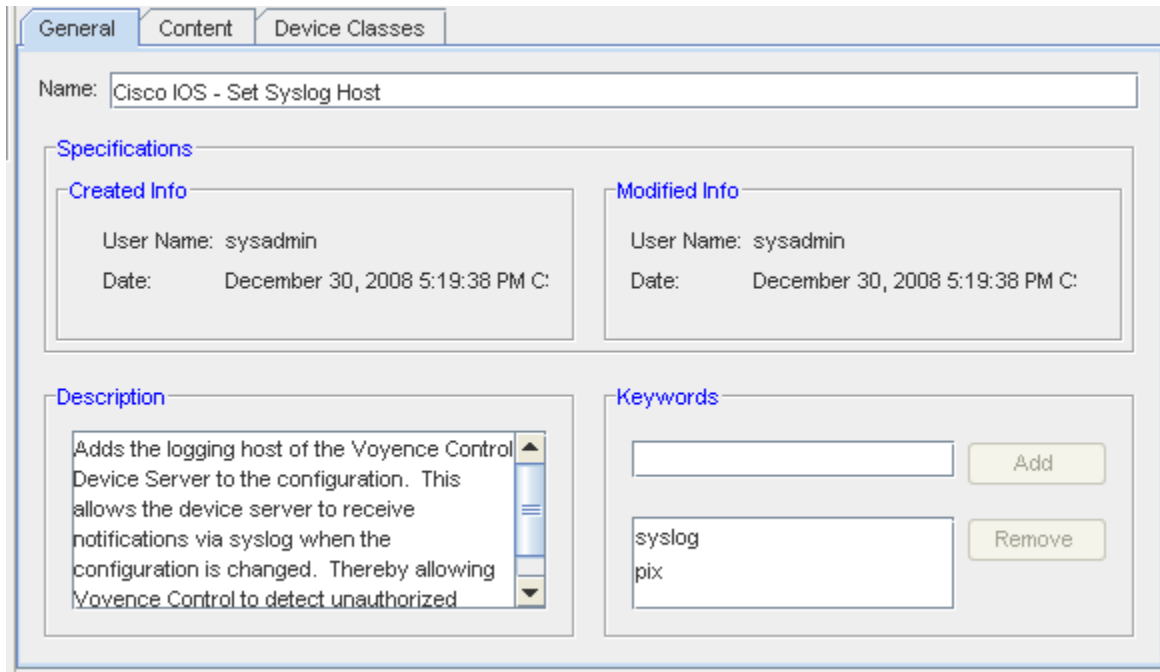 General Content Device Classes
Name: Cisco IOS - Set Syslog Host
Specifications
Created Info
User Name: sysadmin
Date: December 30, 2008 5:19:38 PM C:
Modified Info
User Name: sysadmin
Date: December 30, 2008 5:19:38 PM C:
Description
Adds the logging host of the Voyence Control
Device Server to the configuration. This
allows the device server to receive
notifications via syslog when the
configuration is changed. Thereby allowing
Voyence Control to detect unauthorized
Keywords
Add
syslog
pix
Remove